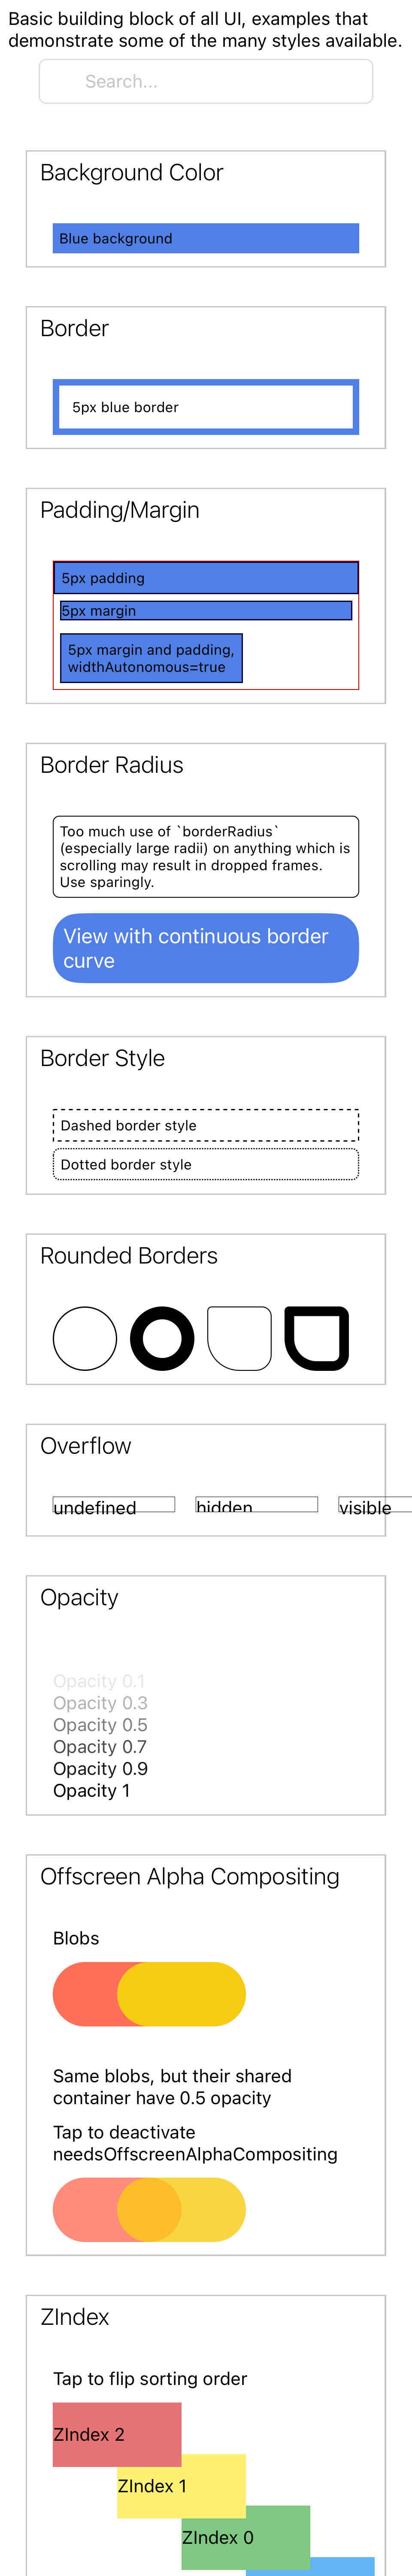 Basic building block of all UI, examples that
demonstrate some of the many styles available.
Search...
Background Color
Blue background
Border
5px blue border
Padding/Margin
5px padding
5px margin
5px margin and padding,
widthAutonomous=true
Border Radius
Too much use of `borderRadius`
(especially large radii) on anything which is
scrolling may result in dropped frames.
Use sparingly.
View with continuous border
curve
Border Style
Dashed border style
Dotted border style
Rounded Borders
Overflow
undefined hidden visible
Opacity
Opacity 0.1
Opacity 0.3
Opacity 0.5
Opacity 0.7
Opacity 0.9
Opacity 1
Offscreen Alpha Compositing
Blobs
Same blobs, but their shared
container have 0.5 opacity
Tap to deactivate
needsOffscreenAlphaCompositing
ZIndex
Tap to flip sorting order
ZIndex 2
ZIndex 1
ZIndex 0